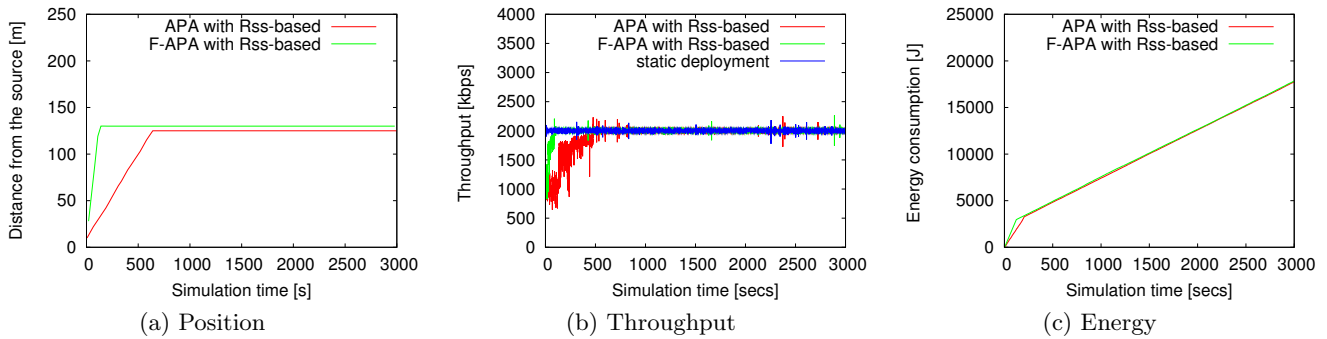 Distance from the source [m]
250
200
150
100
50
0
APA with Rss-based
F-APA with Rss-based
0 500 1000 1500 2000 2500 3000
Simulation time [s]
(a) Position
Throughput [kbps]
4000
3500
3000
2500
2000
1500
1000
500
0
APA with Rss-based
F-APA with Rss-based
static deployment
0 500 1000 1500 2000 2500 3000
Simulation time [secs]
(b) Throughput
Energy consumption [J]
25000
20000
15000
10000
5000
0
APA with Rss-based
F-APA with Rss-based
0 500 1000 1500 2000 2500 3000
Simulation time [secs]
(c) Energy